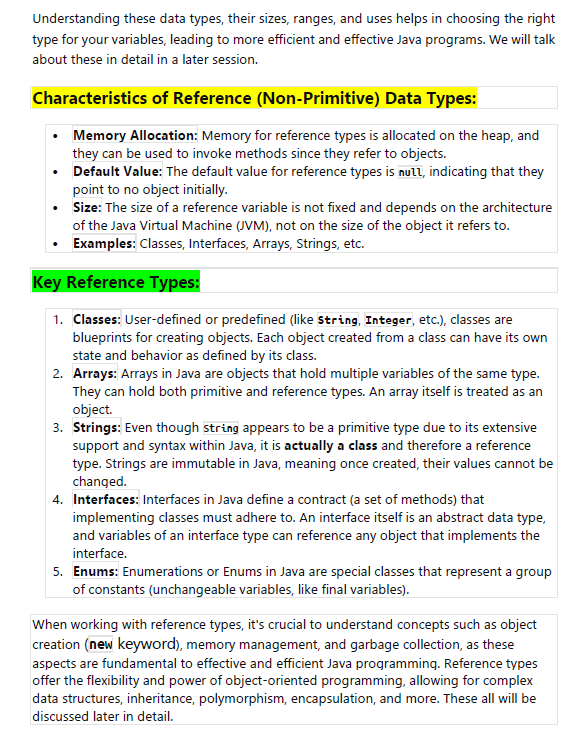 Understanding these data types, their sizes, ranges, and uses helps in choosing the right
type for your variables, leading to more efficient and effective Java programs. We will talk
about these in detail in a later session.
Characteristics of Reference (Non-Primitive) Data Types:
• Memory Allocation: Memory for reference types is allocated on the heap, and
they can be used to invoke methods since they refer to objects.
• Default Value: The default value for reference types is null, indicating that they
point to no object initially.
• Size: The size of a reference variable is not fixed and depends on the architecture
of the Java Virtual Machine (JVM), not on the size of the object it refers to.
• Examples: Classes, Interfaces, Arrays, Strings, etc.
Key Reference Types:
1. Classes: User-defined or predefined (like String, Integer, etc.), classes are
blueprints for creating objects. Each object created from a class can have its own
state and behavior as defined by its class.
2. Arrays: Arrays in Java are objects that hold multiple variables of the same type.
They can hold both primitive and reference types. An array itself is treated as an
object.
3. Strings: Even though String appears to be a primitive type due to its extensive
support and syntax within Java, it is actually a class and therefore a reference
type. Strings are immutable in Java, meaning once created, their values cannot be
changed.
4. Interfaces: Interfaces in Java define a contract (a set of methods) that
implementing classes must adhere to. An interface itself is an abstract data type,
and variables of an interface type can reference any object that implements the
interface.
5. Enums: Enumerations or Enums in Java are special classes that represent a group
of constants (unchangeable variables, like final variables).
When working with reference types, it's crucial to understand concepts such as object
creation (new keyword), memory management, and garbage collection, as these
aspects are fundamental to effective and efficient Java programming. Reference types
offer the flexibility and power of object-oriented programming, allowing for complex
data structures, inheritance, polymorphism, encapsulation, and more. These all will be
discussed later in detail.